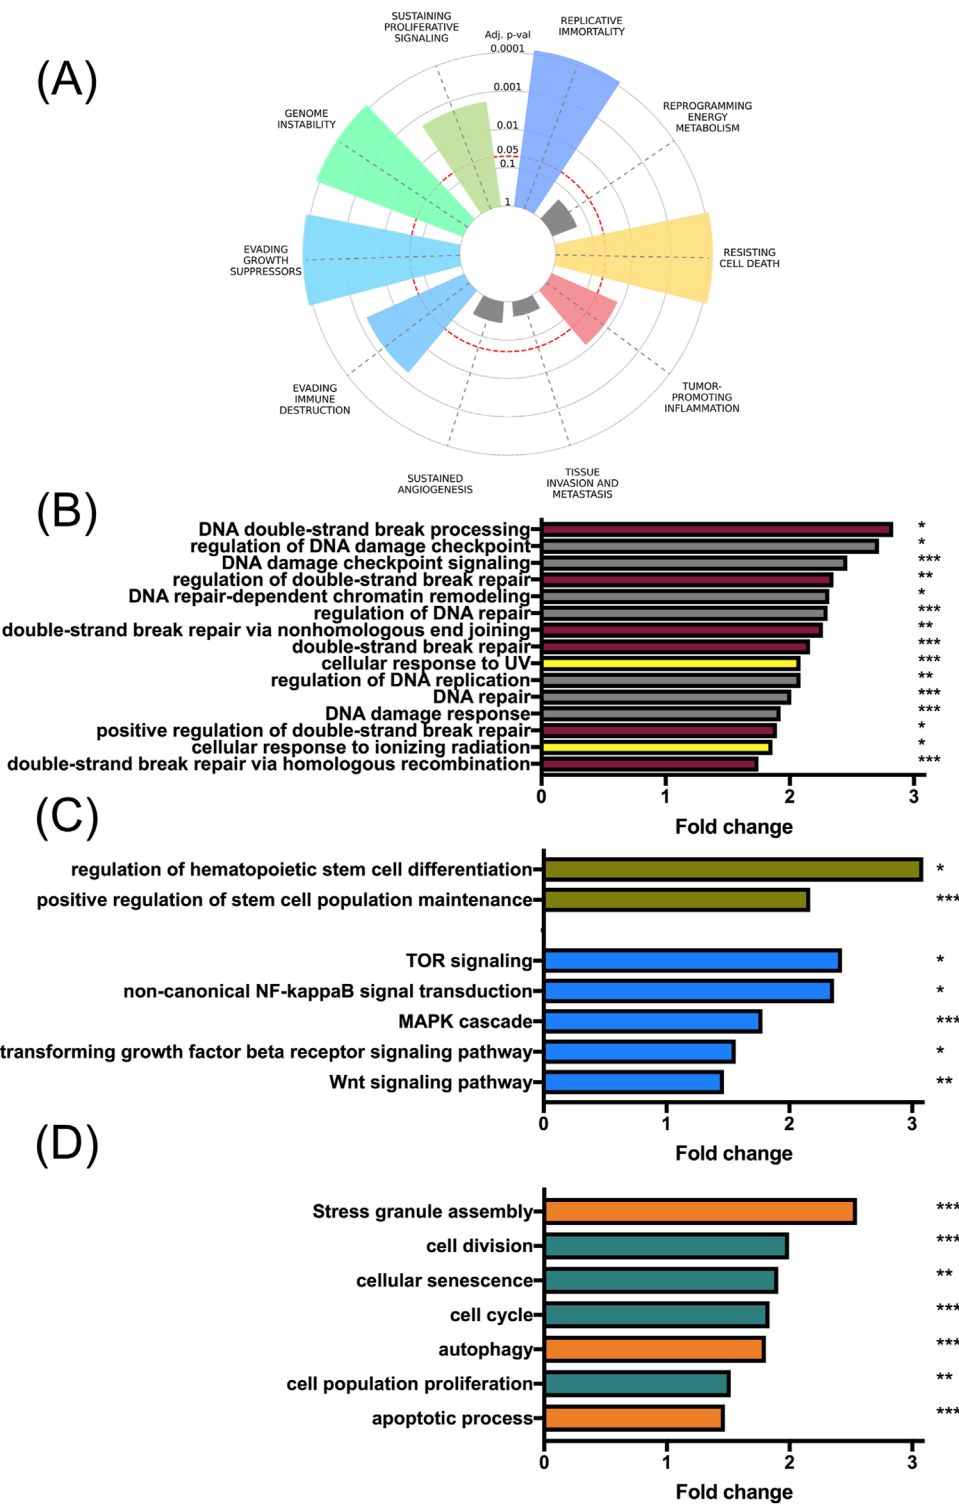 (A)
SUSTAINING
PROLIFERATIVE
SIGNALING
REPLICATIVE
IMMORTALITY
Adj. p-val
0.0001
0.001
0.01
0.05
0.1
1
GENOME
INSTABILITY
REPROGRAMMING
ENERGY
METABOLISM
EVADING
GROWTH
SUPPRESSORS
RESISTING
CELL DEATH
EVADING
IMMUNE
DESTRUCTION
TUMOR-
PROMOTING
INFLAMMATION
SUSTAINED
ANGIOGENESIS
TISSUE
INVASION AND
METASTASIS
(B)
DNA double-strand break processing *
regulation of DNA damage checkpoint *
DNA damage checkpoint signaling ***
regulation of double-strand break repair **
DNA repair-dependent chromatin remodeling *
regulation of DNA repair ***
double-strand break repair via nonhomologous end joining **
double-strand break repair ***
cellular response to UV ***
regulation of DNA replication **
DNA repair ***
DNA damage response ***
positive regulation of double-strand break repair *
cellular response to ionizing radiation *
double-strand break repair via homologous recombination ***
0 1 2 3
Fold change
(C)
regulation of hematopoietic stem cell differentiation *
positive regulation of stem cell population maintenance ***
TOR signaling *
non-canonical NF-kappaB signal transduction *
MAPK cascade ***
transforming growth factor beta receptor signaling pathway *
Wnt signaling pathway **
0 1 2 3
Fold change
(D)
Stress granule assembly ***
cell division ***
cellular senescence **
cell cycle ***
autophagy ***
cell population proliferation **
apoptotic process ***
0 1 2 3
Fold change